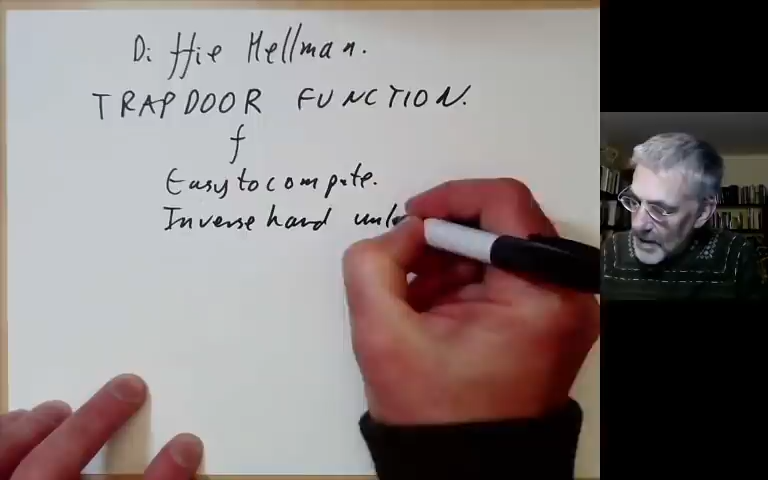 Diffie Hellman.
TRAPDOOR FUNCTION.
f
Easy to compute.
Inverse hard